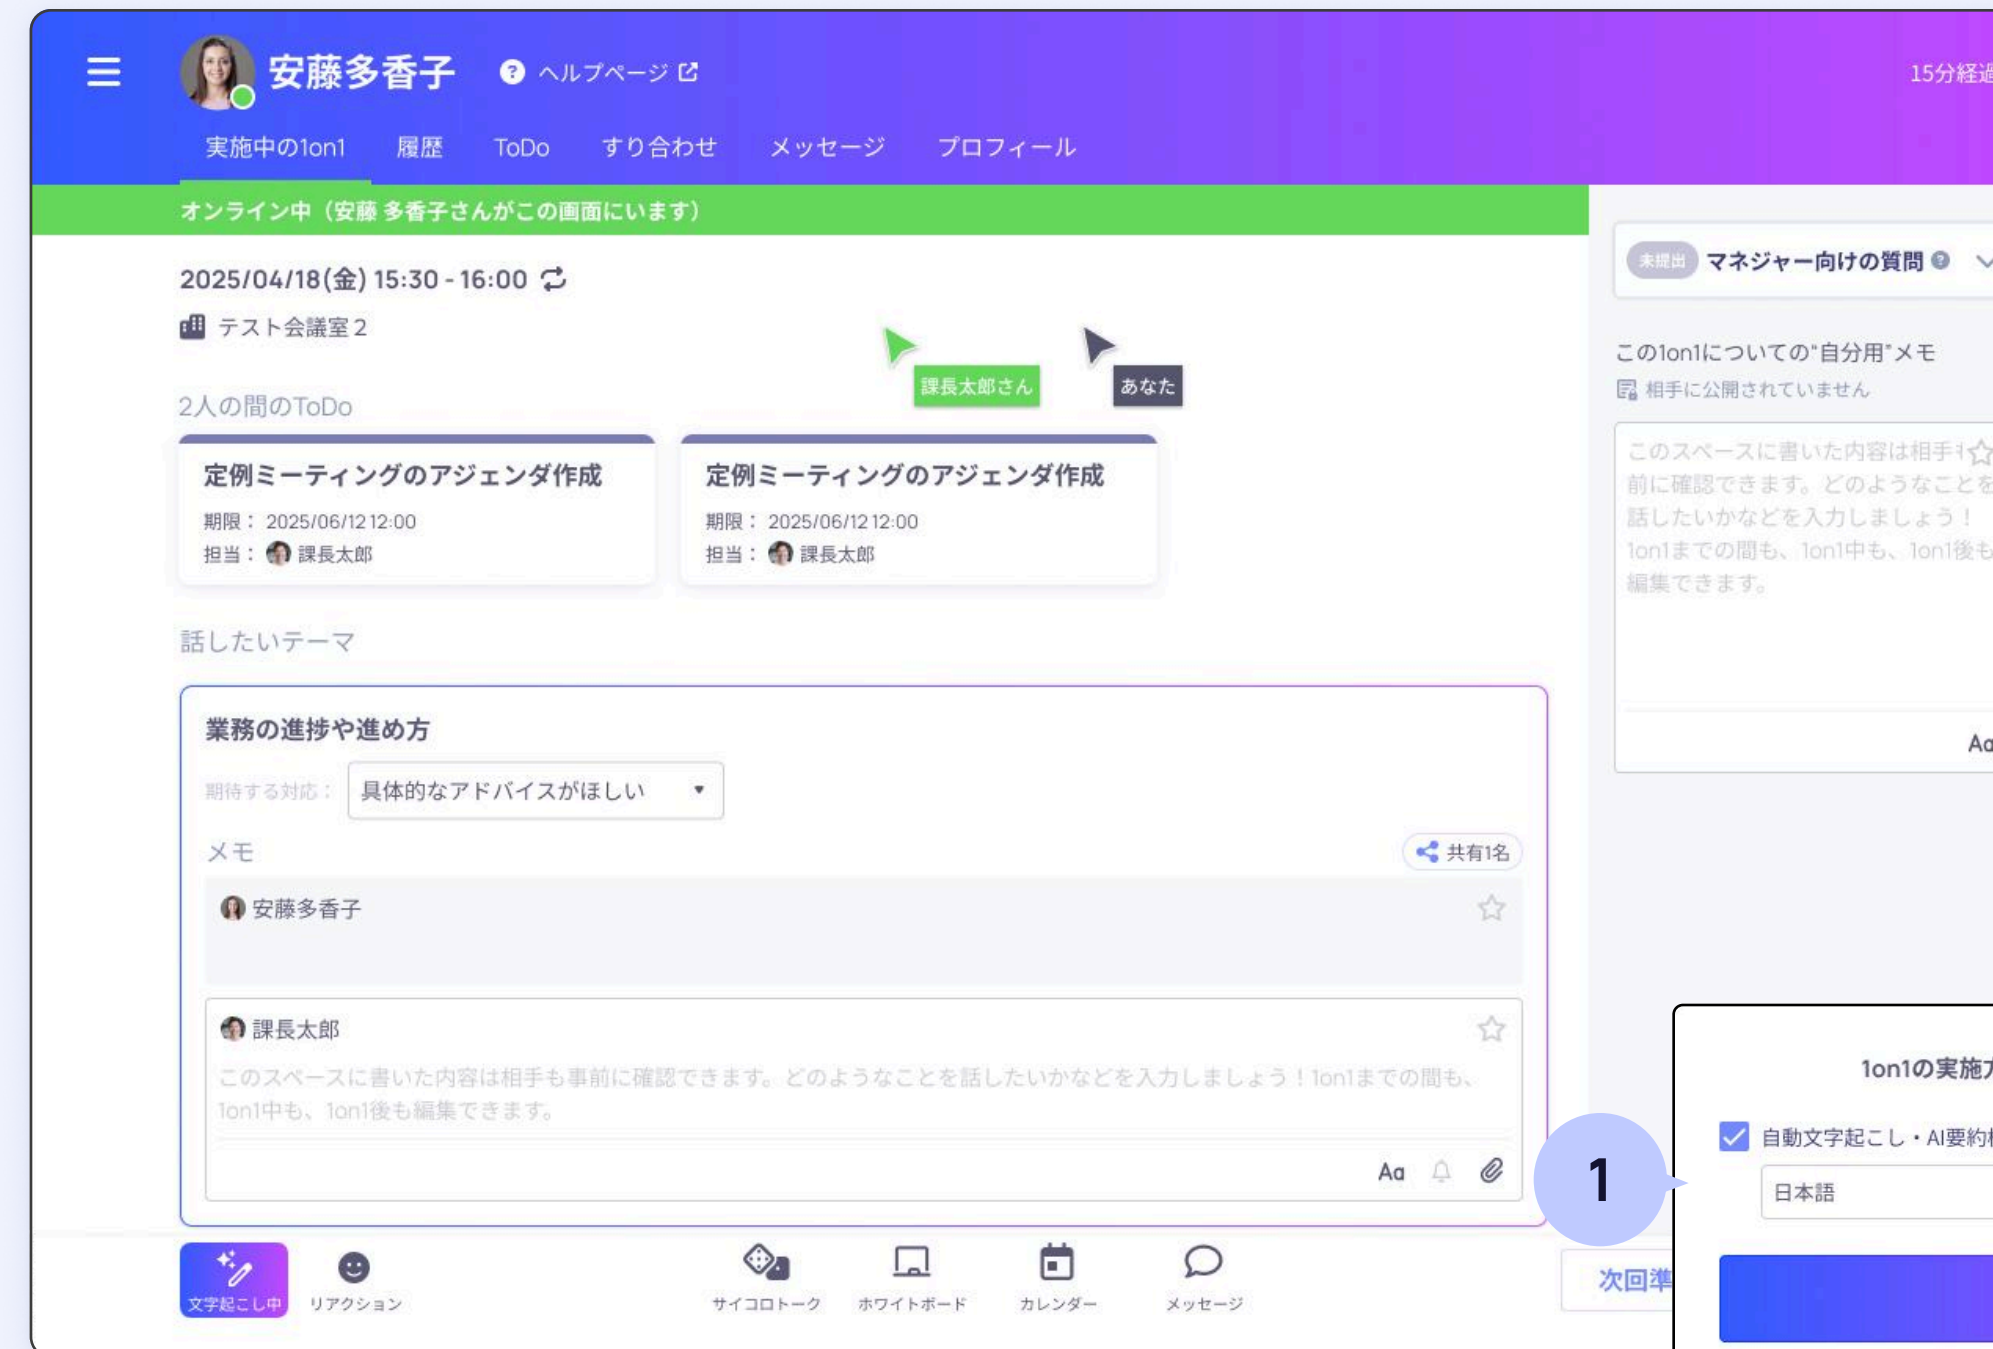 安藤多香子
ヘルプページ
15分経過
実施中の1on1
履歴
ToDo
すり合わせ
メッセージ
プロフィール
オンライン中（安藤 多香子さんがこの画面にいます）
2025/04/18(金) 15:30 - 16:00
テスト会議室２
課長太郎さん
あなた
2人の間のToDo
定例ミーティングのアジェンダ作成
期限： 2025/06/12 12:00
担当： 課長太郎
定例ミーティングのアジェンダ作成
期限： 2025/06/12 12:00
担当： 課長太郎
話したいテーマ
業務の進捗や進め方
期待する対応：
具体的なアドバイスがほしい
メモ
共有1名
安藤多香子
課長太郎
このスペースに書いた内容は相手も事前に確認できます。どのようなことを話したいかなどを入力しましょう！1on1までの間も、
1on1中も、1on1後も編集できます。
Aa
文字起こし中
リアクション
サイコロトーク
ホワイトボード
カレンダー
メッセージ
次回準
未提出 マネジャー向けの質問
この1on1についての“自分用”メモ
相手に公開されていません
このスペースに書いた内容は相手
前に確認できます。どのようなことを
話したいかなどを入力しましょう！
1on1までの間も、1on1中も、1on1後も
編集できます。
Aa
1
1on1の実施
自動文字起こし・AI要約
日本語